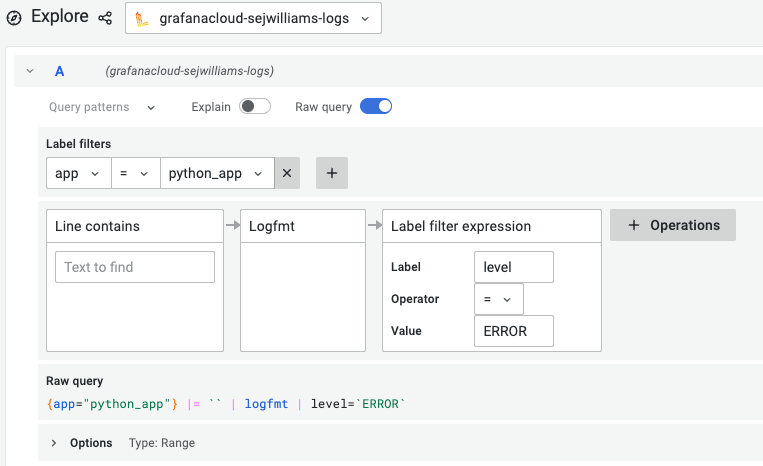 Explore grafanacloud-sejwilliams-logs
A (grafanacloud-sejwilliams-logs)
Query patterns Explain Raw query
Label filters
app = python_app × +
Line contains Logfmt Label filter expression + Operations
Text to find Label level
Operator =
Value ERROR
Raw query
{app="python_app"} |= `` | logfmt | level=`ERROR`
Options Type: Range